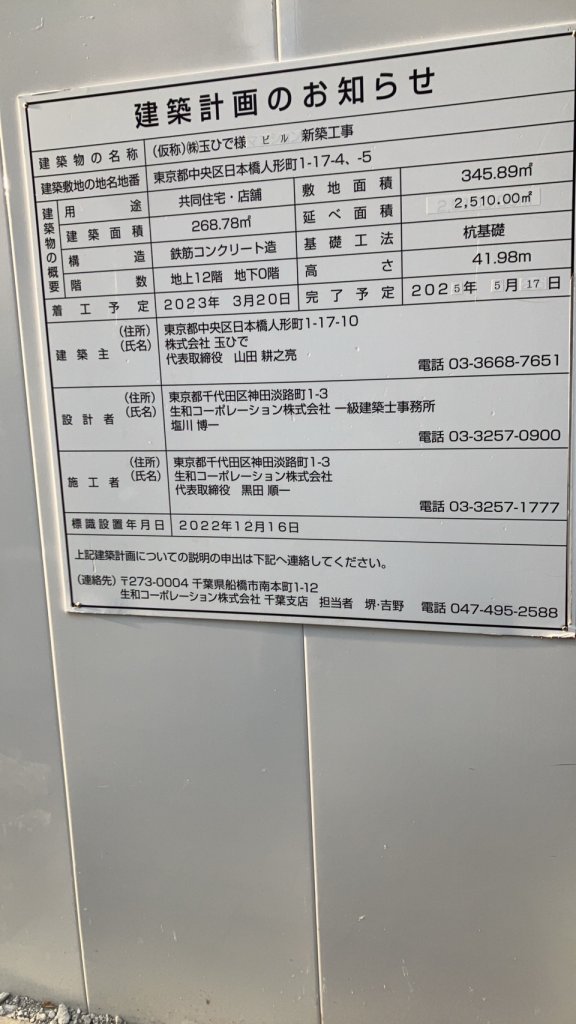 建築計画のお知らせ
建築物の名称 (仮称)㈱玉ひで様 ビル 新築工事
建築敷地の地名地番 東京都中央区日本橋人形町1-17-4、-5
建築物の概要
用途 共同住宅・店舗 敷地面積 345.89㎡
建築面積 268.78㎡ 延べ面積 2,510.00㎡
構造 鉄筋コンクリート造 基礎工法 杭基礎
階数 地上12階 地下0階 高さ 41.98m
着工予定 2023年 3月20日 完了予定 2025年 5月17日
建築主 (住所) 東京都中央区日本橋人形町1-17-10
(氏名) 株式会社 玉ひで
代表取締役 山田 耕之亮
電話 03-3668-7651
設計者 (住所) 東京都千代田区神田淡路町1-3
(氏名) 生和コーポレーション株式会社 一級建築士事務所
塩川 博一
電話 03-3257-0900
施工者 (住所) 東京都千代田区神田淡路町1-3
(氏名) 生和コーポレーション株式会社
代表取締役 黒田 順一
電話 03-3257-1777
標識設置年月日 2022年12月16日
上記建築計画についての説明の申出は下記へ連絡してください。
(連絡先) 〒273-0004 千葉県船橋市南本町1-12
生和コーポレーション株式会社 千葉支店 担当者 堺・吉野 電話 047-495-2588